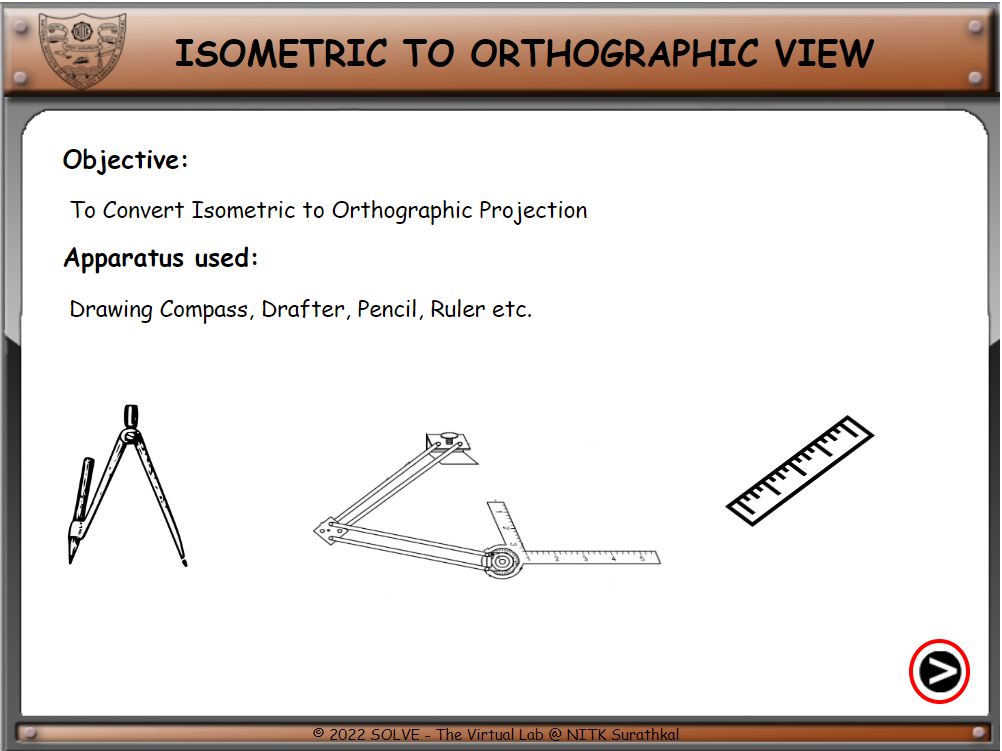 ISOMETRIC TO ORTHOGRAPHIC VIEW
Objective:
To Convert Isometric to Orthographic Projection
Apparatus used:
Drawing Compass, Drafter, Pencil, Ruler etc.
1 2 3 4 5
© 2022 SOLVE - The Virtual Lab @ NITK Surathkal